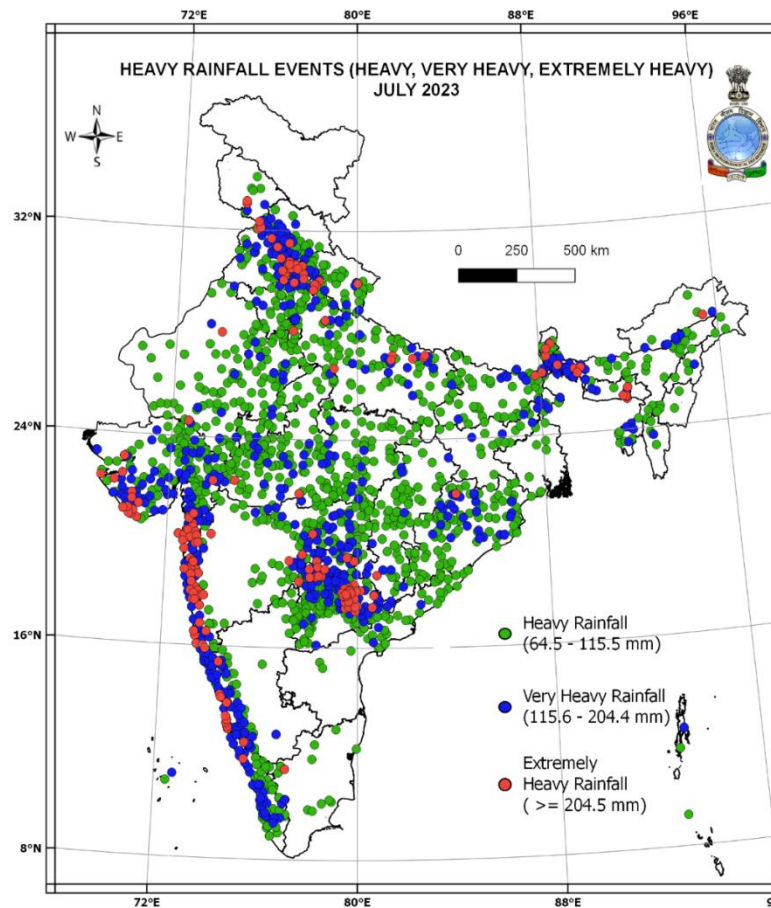 72°E 80°E 88°E 96°E
HEAVY RAINFALL EVENTS (HEAVY, VERY HEAVY, EXTREMELY HEAVY)
JULY 2023
N
W E
S
32°N
0 250 500 km
24°N
16°N
8°N
Heavy Rainfall
(64.5 - 115.5 mm)
Very Heavy Rainfall
(115.6 - 204.4 mm)
Extremely
Heavy Rainfall
( >= 204.5 mm)
72°E 80°E 88°E 9